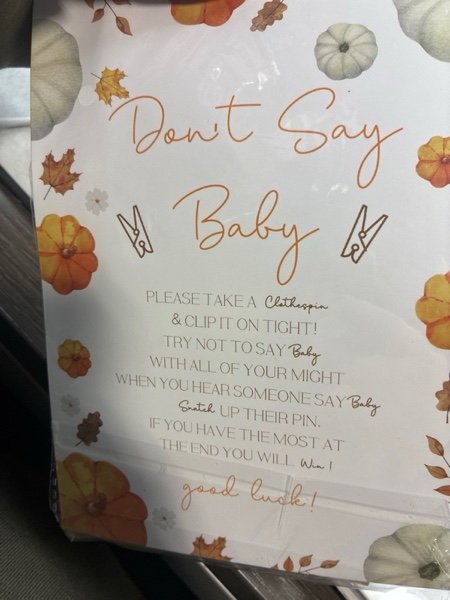 Don't Say
Baby
PLEASE TAKE A Clothespin
& CLIP IT ON TIGHT!
TRY NOT TO SAY Baby
WITH ALL OF YOUR MIGHT
WHEN YOU HEAR SOMEONE SAY Baby
Snatch UP THEIR PIN.
IF YOU HAVE THE MOST AT
THE END YOU WILL Win !
good luck!